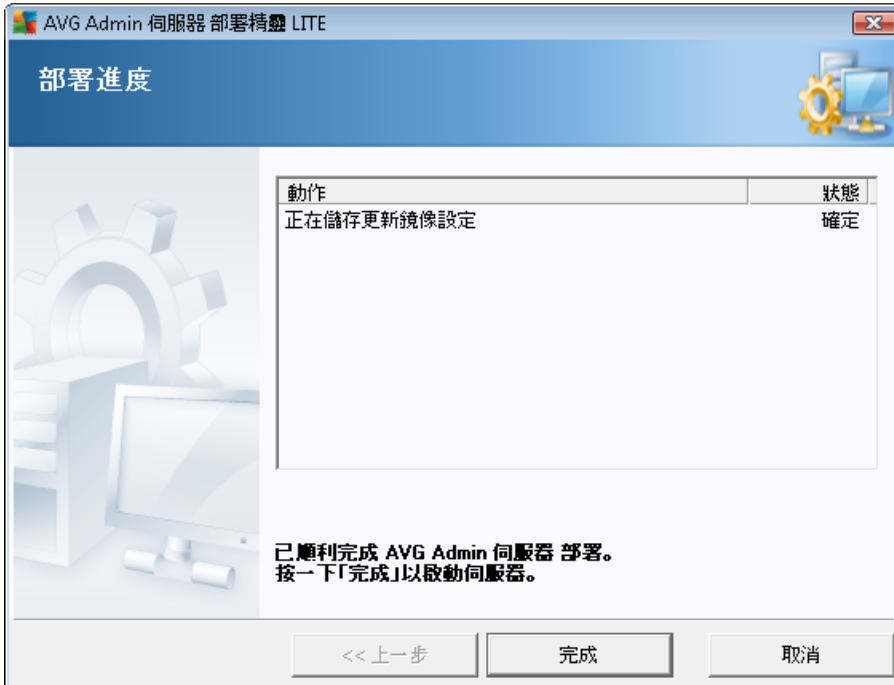 AVG Admin 伺服器 部署精靈 LITE
部署進度
動作 狀態
正在儲存更新鏡像設定 確定
已順利完成 AVG Admin 伺服器 部署。
按一下「完成」以啟動伺服器。
<< 上一步 完成 取消